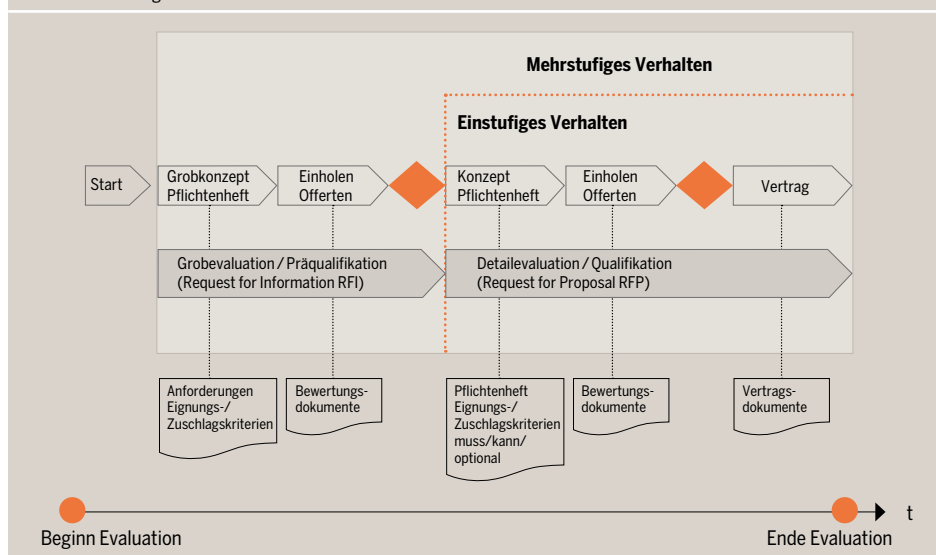 Mehrstufiges Verhalten
Einstufiges Verhalten
Start
Grobkonzept
Pflichtenheft
Einholen
Offerten
Konzept
Pflichtenheft
Einholen
Offerten
Vertrag
Grobevaluation / Präqualifikation
(Request for Information RFI)
Detailevaluation / Qualifikation
(Request for Proposal RFP)
Anforderungen
Eignungs-/
Zuschlagskriterien
Bewertungs-
dokumente
Pflichtenheft
Eignungs-/
Zuschlagskriterien
muss/kann/
optional
Bewertungs-
dokumente
Vertrags-
dokumente
t
Beginn Evaluation
Ende Evaluation